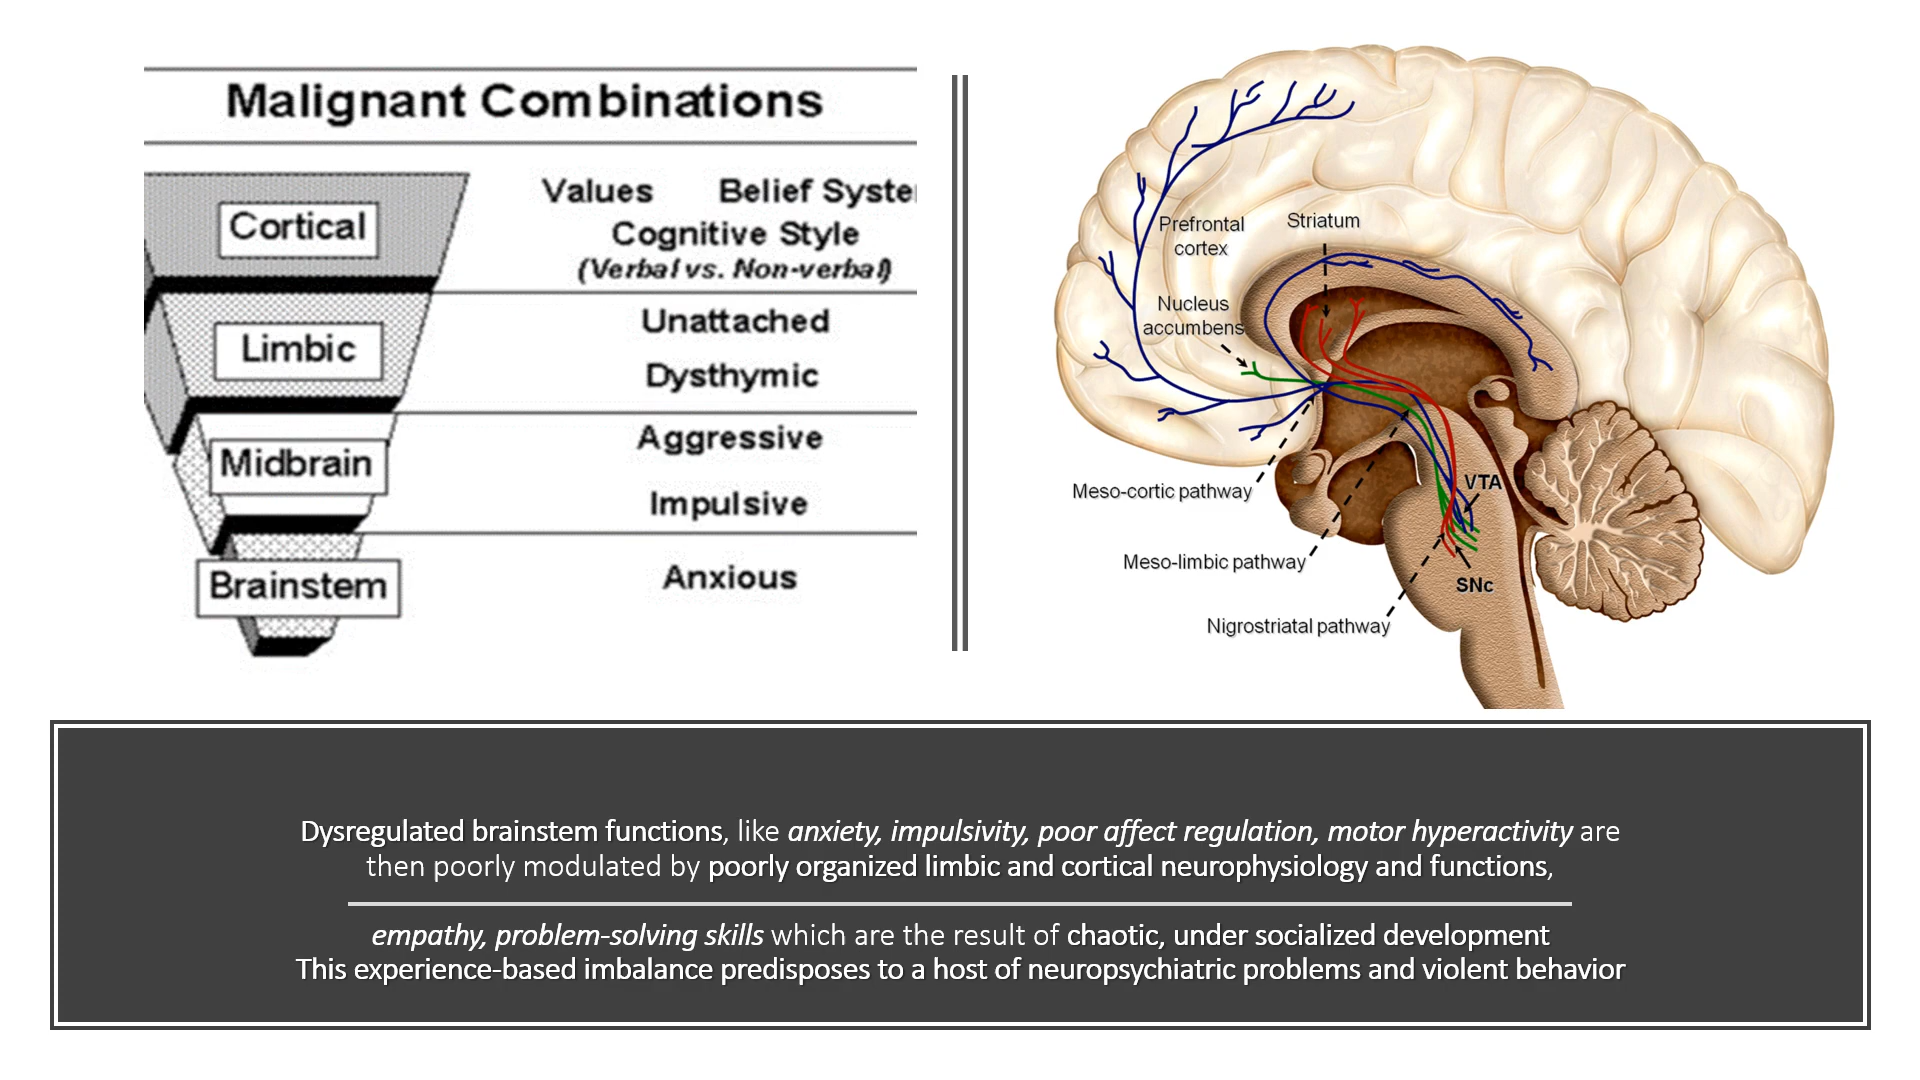 Malignant Combinations
Cortical
Values Belief Syste
Cognitive Style
(Verbal vs. Non-verbal)
Limbic
Unattached
Dysthymic
Midbrain
Aggressive
Impulsive
Brainstem
Anxious
Prefrontal
cortex
Striatum
Nucleus
accumbens
Meso-cortic pathway
VTA
Meso-limbic pathway
SNc
Nigrostriatal pathway
Dysregulated brainstem functions, like anxiety, impulsivity, poor affect regulation, motor hyperactivity are
then poorly modulated by poorly organized limbic and cortical neurophysiology and functions,
empathy, problem-solving skills which are the result of chaotic, under socialized development
This experience-based imbalance predisposes to a host of neuropsychiatric problems and violent behavior